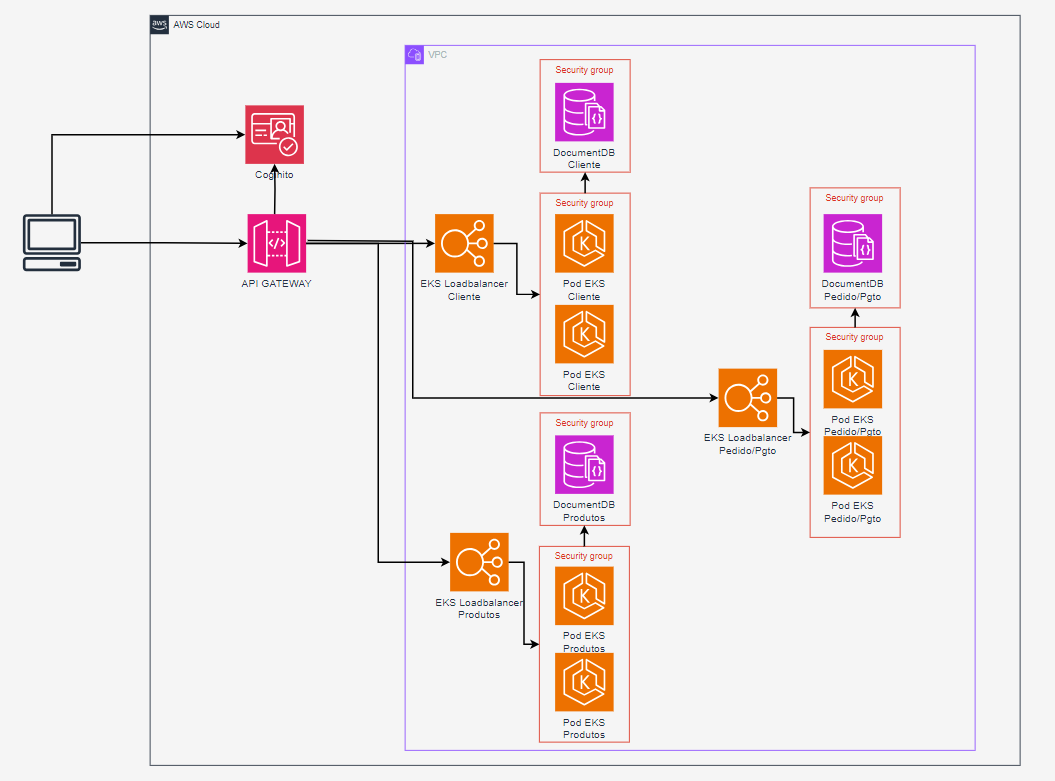 aws
AWS Cloud
VPC
Security group
DocumentDB
Cliente
Cognito
Security group
Pod EKS
Cliente
Pod EKS
Cliente
API GATEWAY
EKS Loadbalancer
Cliente
Security group
DocumentDB
Pedido/Pgto
Security group
Pod EKS
Pedido/Pgto
Pod EKS
Pedido/Pgto
EKS Loadbalancer
Pedido/Pgto
Security group
DocumentDB
Produtos
EKS Loadbalancer
Produtos
Security group
Pod EKS
Produtos
Pod EKS
Produtos